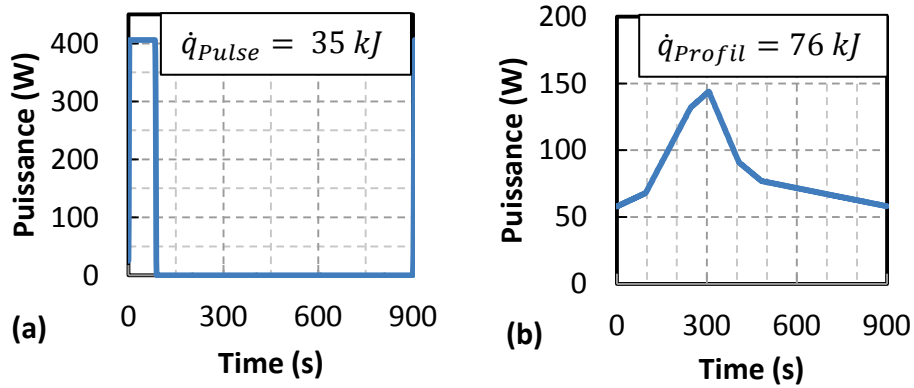 q̇Pulse = 35 kJ
Puissance (W)
400
300
200
100
0
0 300 600 900
Time (s)
(a)
q̇Profil = 76 kJ
Puissance (W)
200
150
100
50
0
0 300 600 900
Time (s)
(b)